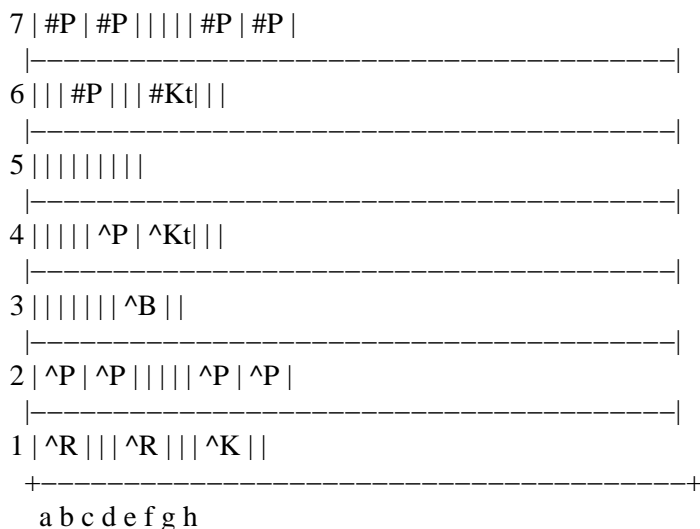 7 | #P | #P | | | | | #P | #P |
|---------------------------------------|
6 | | | #P | | | #Kt| | |
|---------------------------------------|
5 | | | | | | | | |
|---------------------------------------|
4 | | | | | ^P | ^Kt| | |
|---------------------------------------|
3 | | | | | | | ^B | |
|---------------------------------------|
2 | ^P | ^P | | | | | ^P | ^P |
|---------------------------------------|
1 | ^R | | | ^R | | | ^K | |
+---------------------------------------+
a b c d e f g h